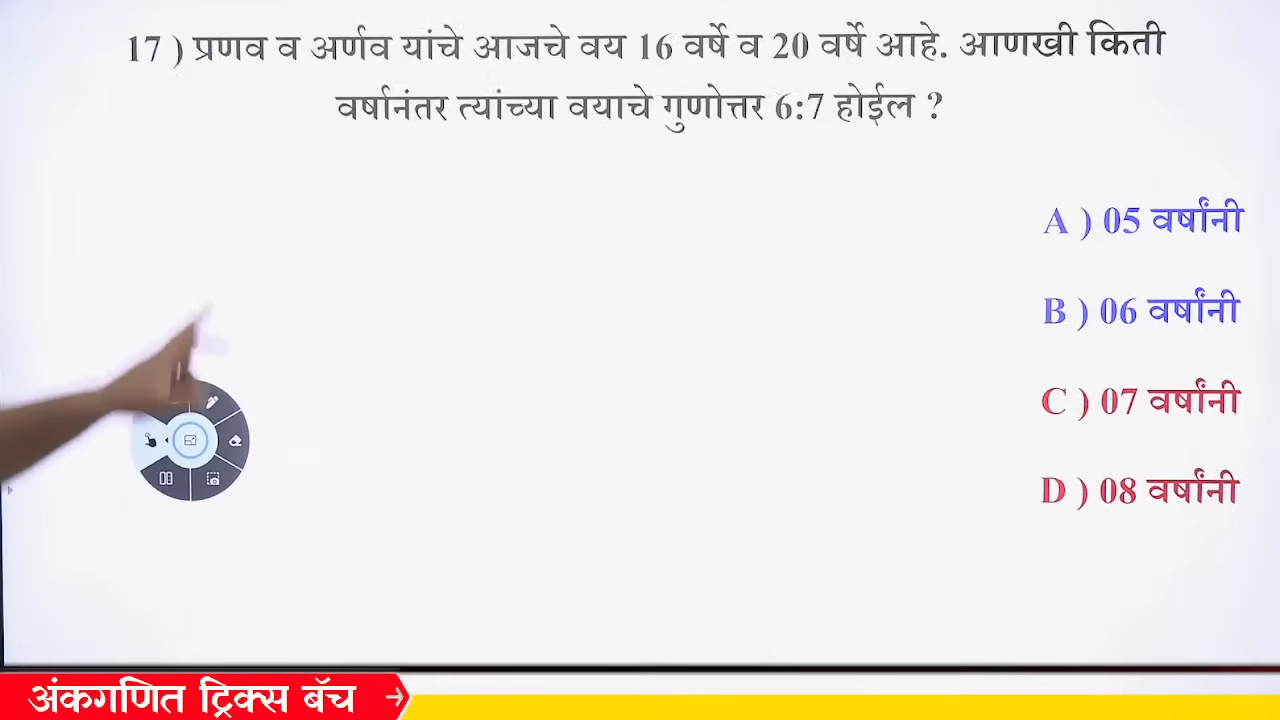 17 ) प्रणव व अर्णव यांचे आजचे वय 16 वर्षे व 20 वर्षे आहे. आणखी किती
वर्षानंतर त्यांच्या वयाचे गुणोत्तर 6:7 होईल ?
A ) 05 वर्षांनी
B ) 06 वर्षांनी
C ) 07 वर्षांनी
D ) 08 वर्षांनी
अंकगणित ट्रिक्स बॅच